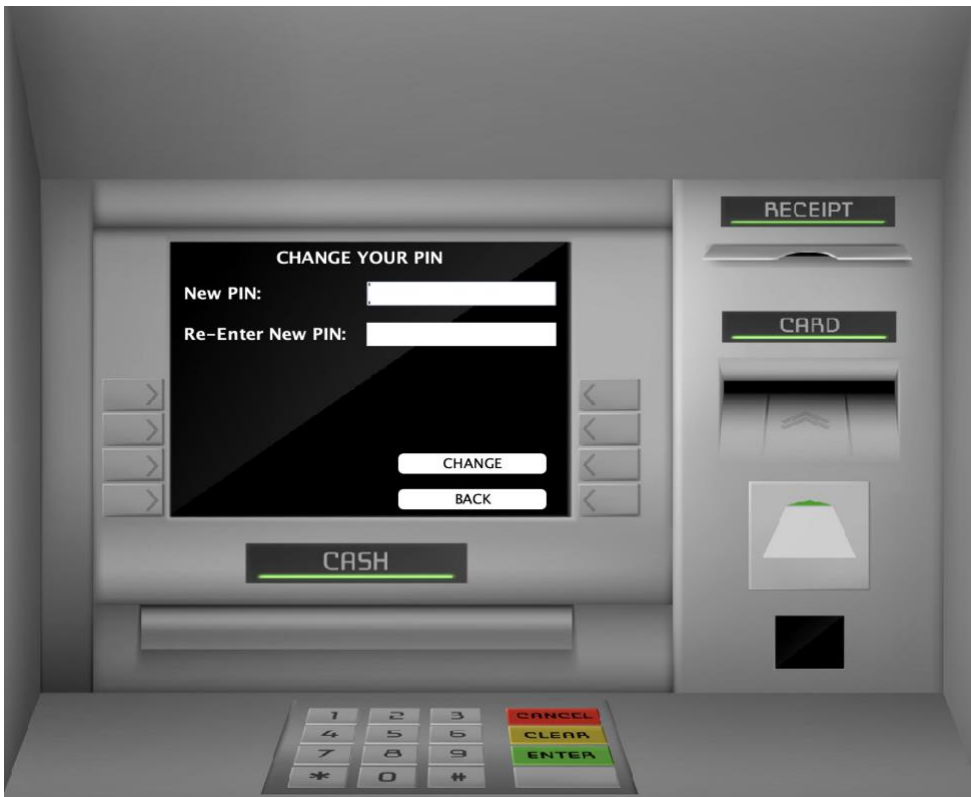 RECEIPT
CHANGE YOUR PIN
New PIN:
Re-Enter New PIN:
CARD
CHANGE
BACK
CASH
1 2 3 CANCEL
4 5 6 CLEAR
7 8 9 ENTER
* 0 #